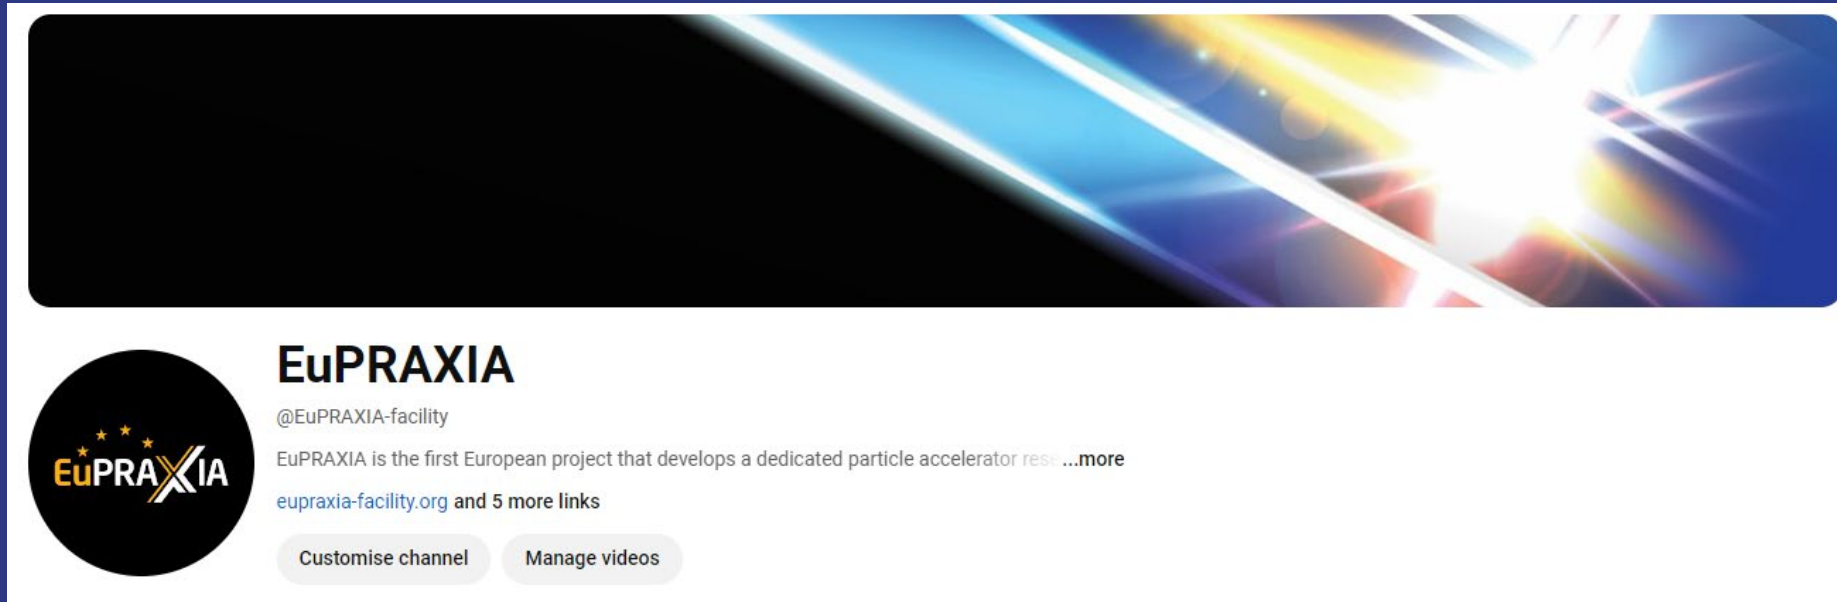 EuPRAXIA
EuPRAXIA
@EuPRAXIA-facility
EuPRAXIA is the first European project that develops a dedicated particle accelerator rese ...more
eupraxia-facility.org and 5 more links
Customise channel
Manage videos